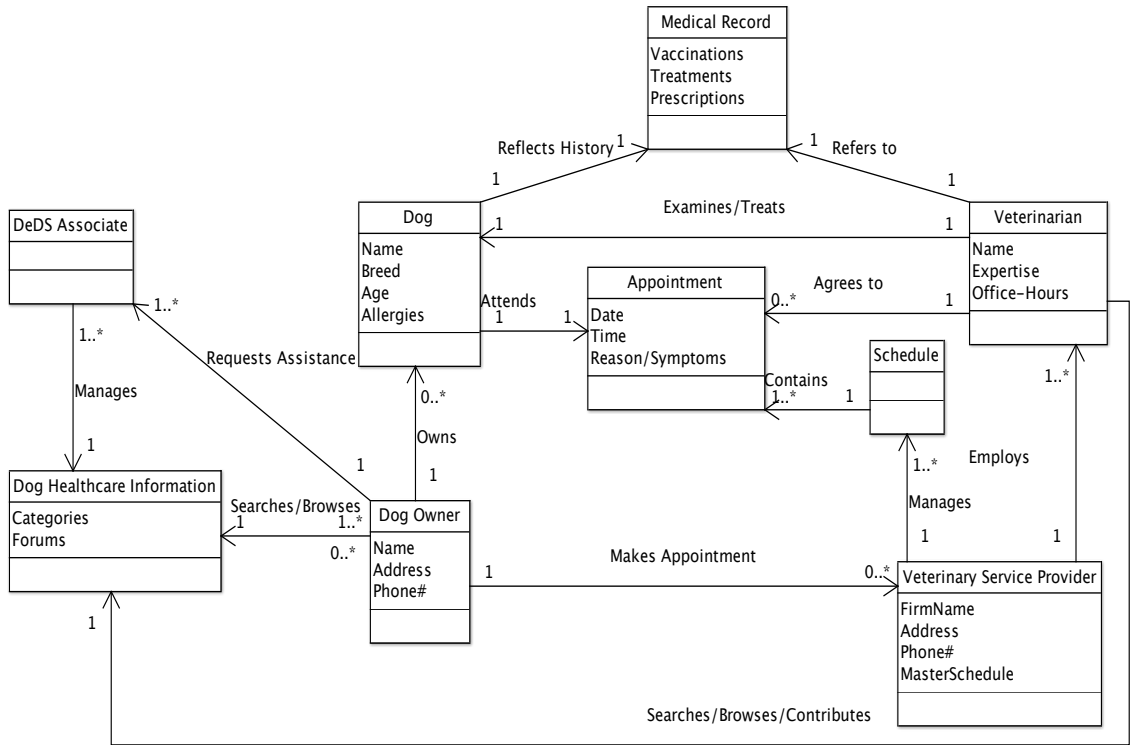 Medical Record
Vaccinations
Treatments
Prescriptions
Reflects History
1
1
Refers to
1
1
DeDS Associate
Dog
Name
Breed
Age
Allergies
Examines/Treats
1
1
Veterinarian
Name
Expertise
Office-Hours
Appointment
Date
Time
Reason/Symptoms
Attends
1
1
0..*
Agrees to
1
Schedule
Contains
1..*
1
1..*
Requests Assistance
1
1..*
Manages
1
0..*
Owns
1
1..*
Employs
1
1..*
Manages
1
Dog Healthcare Information
Categories
Forums
Searches/Browses
1
1..*
0..*
Dog Owner
Name
Address
Phone#
Makes Appointment
1
0..*
Veterinary Service Provider
FirmName
Address
Phone#
MasterSchedule
1
Searches/Browses/Contributes